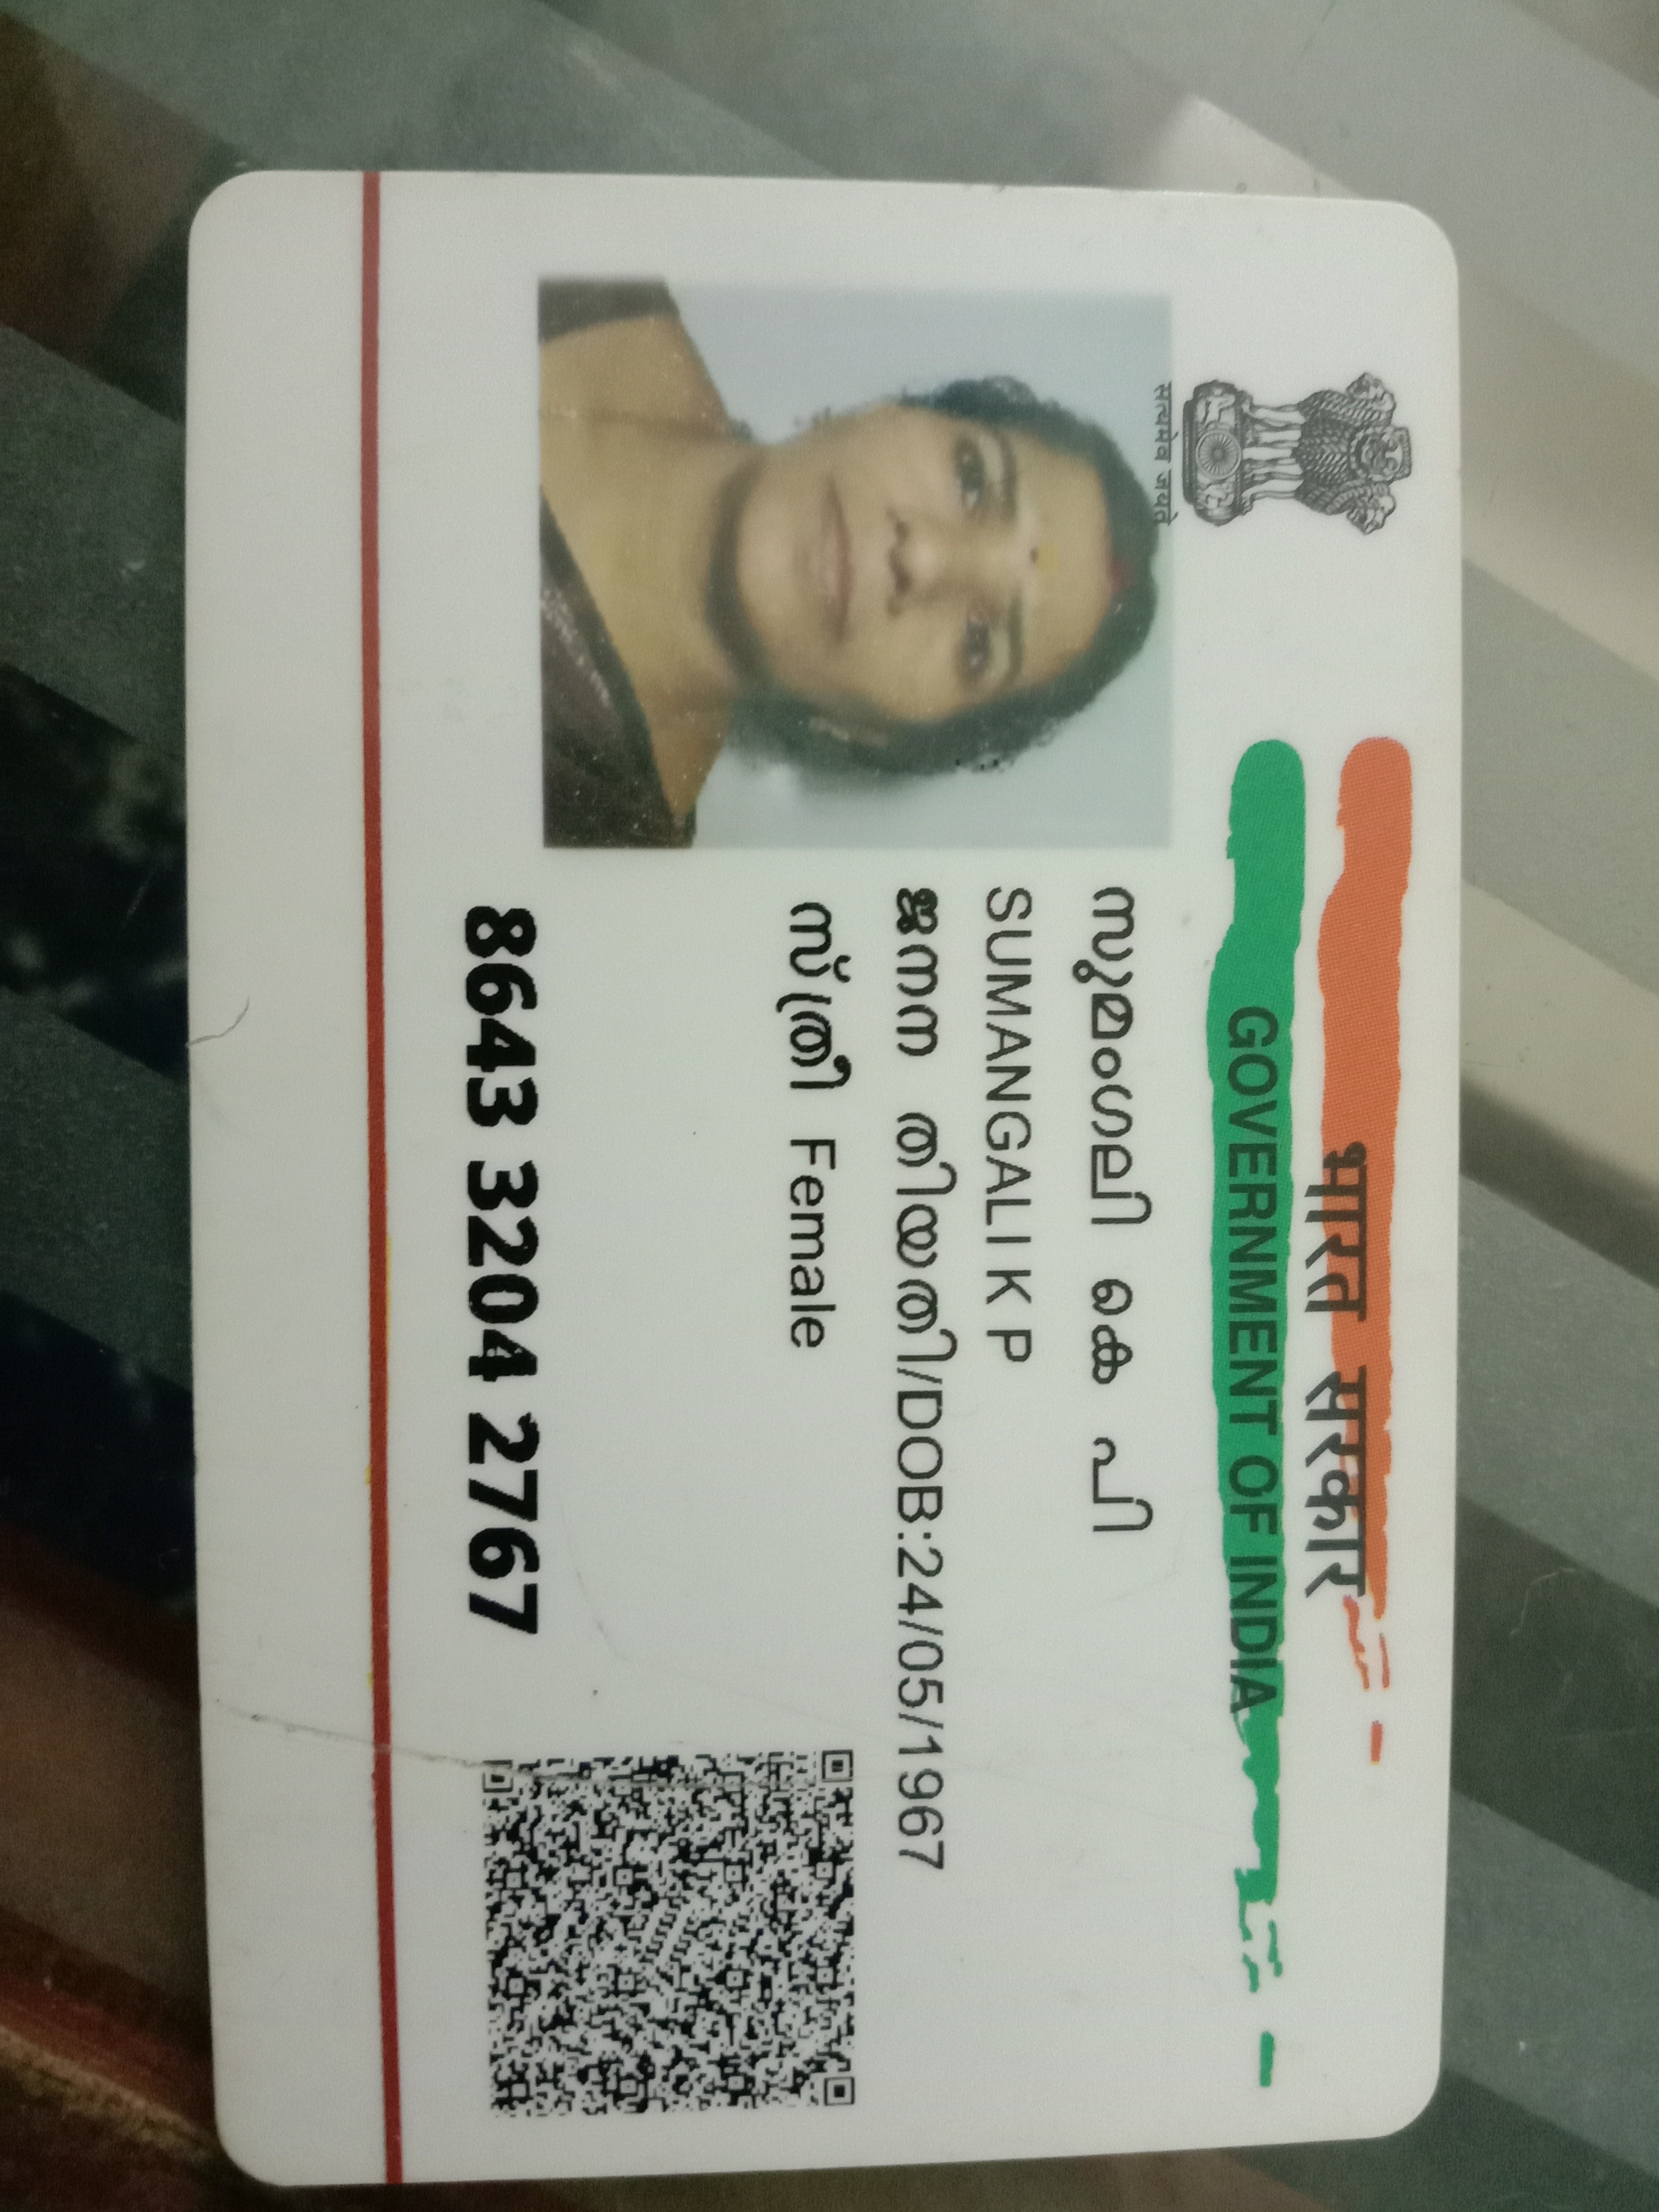 भारत सरकार
GOVERNMENT OF INDIA
सत्यमेव जयते
സുമംഗലി കെ പി
SUMANGALI K P
ജനന തിയതി/DOB:24/05/1967
സ്ത്രീ Female
8643 3204 2767